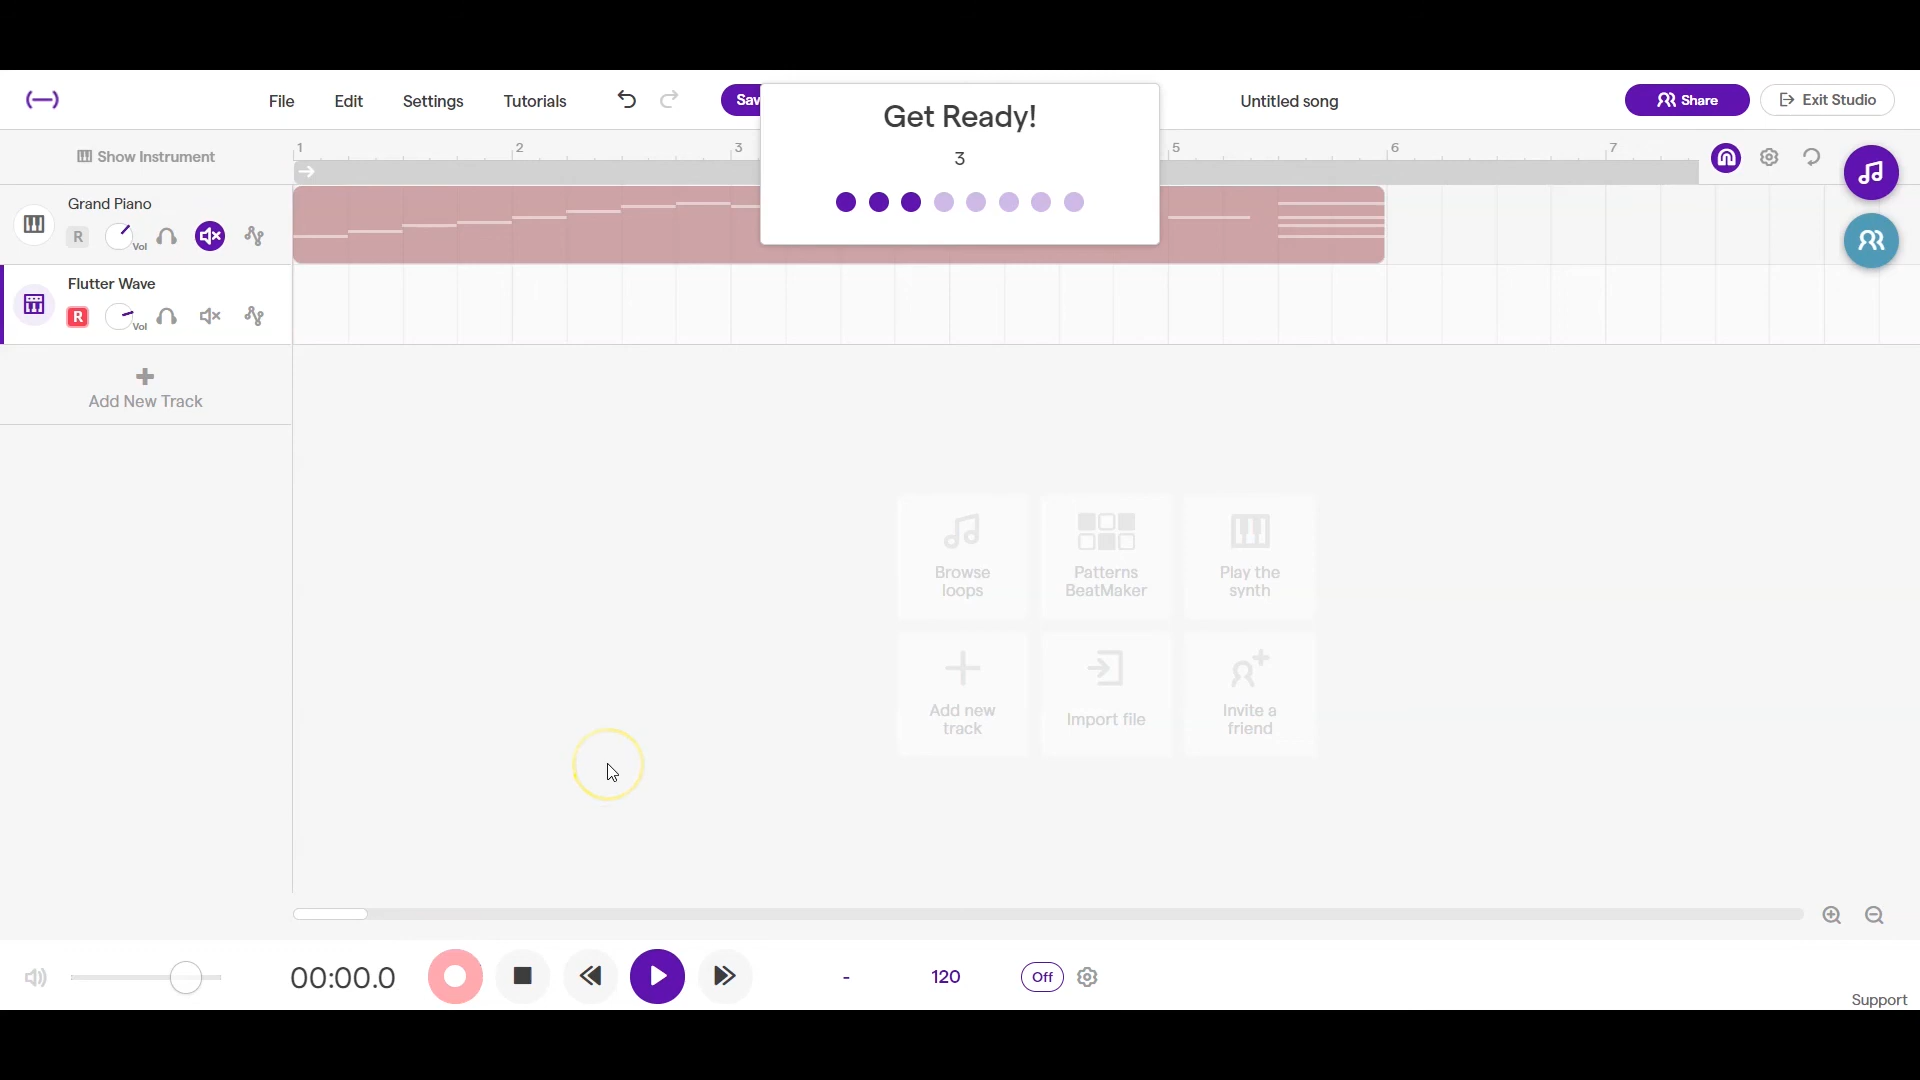 File
Edit
Settings
Tutorials
Sav
Get Ready!
3
Untitled song
Share
Exit Studio
Show Instrument
1
2
3
5
6
7
Grand Piano
R
Vol
Flutter Wave
R
Vol
Add New Track
Browse
loops
Patterns
BeatMaker
Play the
synth
Add new
track
Import file
Invite a
friend
00:00.0
-
120
Off
Support